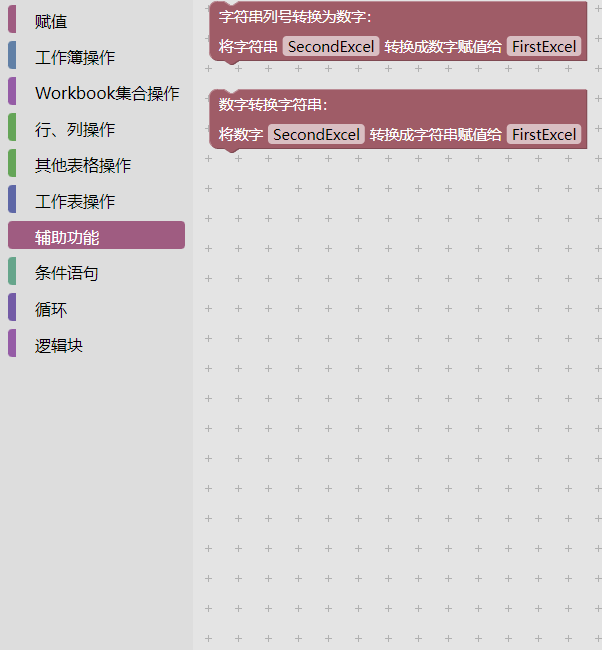 赋值
工作簿操作
Workbook集合操作
行、列操作
其他表格操作
工作表操作
辅助功能
条件语句
循环
逻辑块
字符串列号转换为数字：
将字符串 SecondExcel 转换成数字赋值给 FirstExcel
数字转换字符串：
将数字 SecondExcel 转换成字符串赋值给 FirstExcel